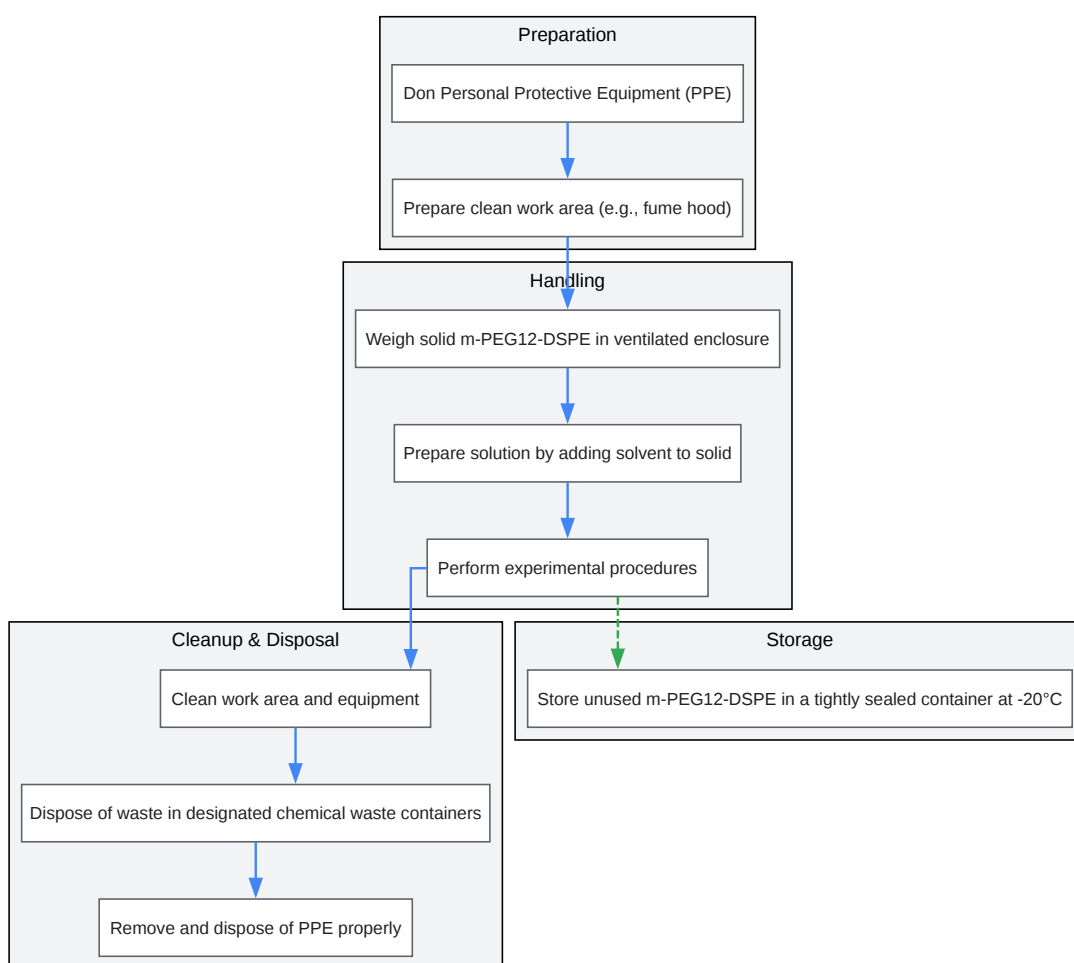 Preparation
Don Personal Protective Equipment (PPE)
Prepare clean work area (e.g., fume hood)
Handling
Weigh solid m-PEG12-DSPE in ventilated enclosure
Prepare solution by adding solvent to solid
Perform experimental procedures
Cleanup & Disposal
Clean work area and equipment
Dispose of waste in designated chemical waste containers
Remove and dispose of PPE properly
Storage
Store unused m-PEG12-DSPE in a tightly sealed container at -20°C